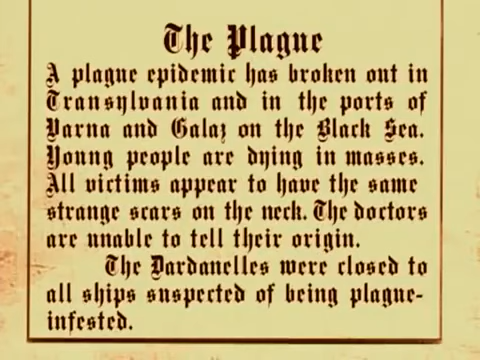 The Plague
A plague epidemic has broken out in
Transylvania and in the ports of
Varna and Galaz on the Black Sea.
Young people are dying in masses.
All victims appear to have the same
strange scars on the neck. The doctors
are unable to tell their origin.
The Dardanelles were closed to
all ships suspected of being plague-
infested.